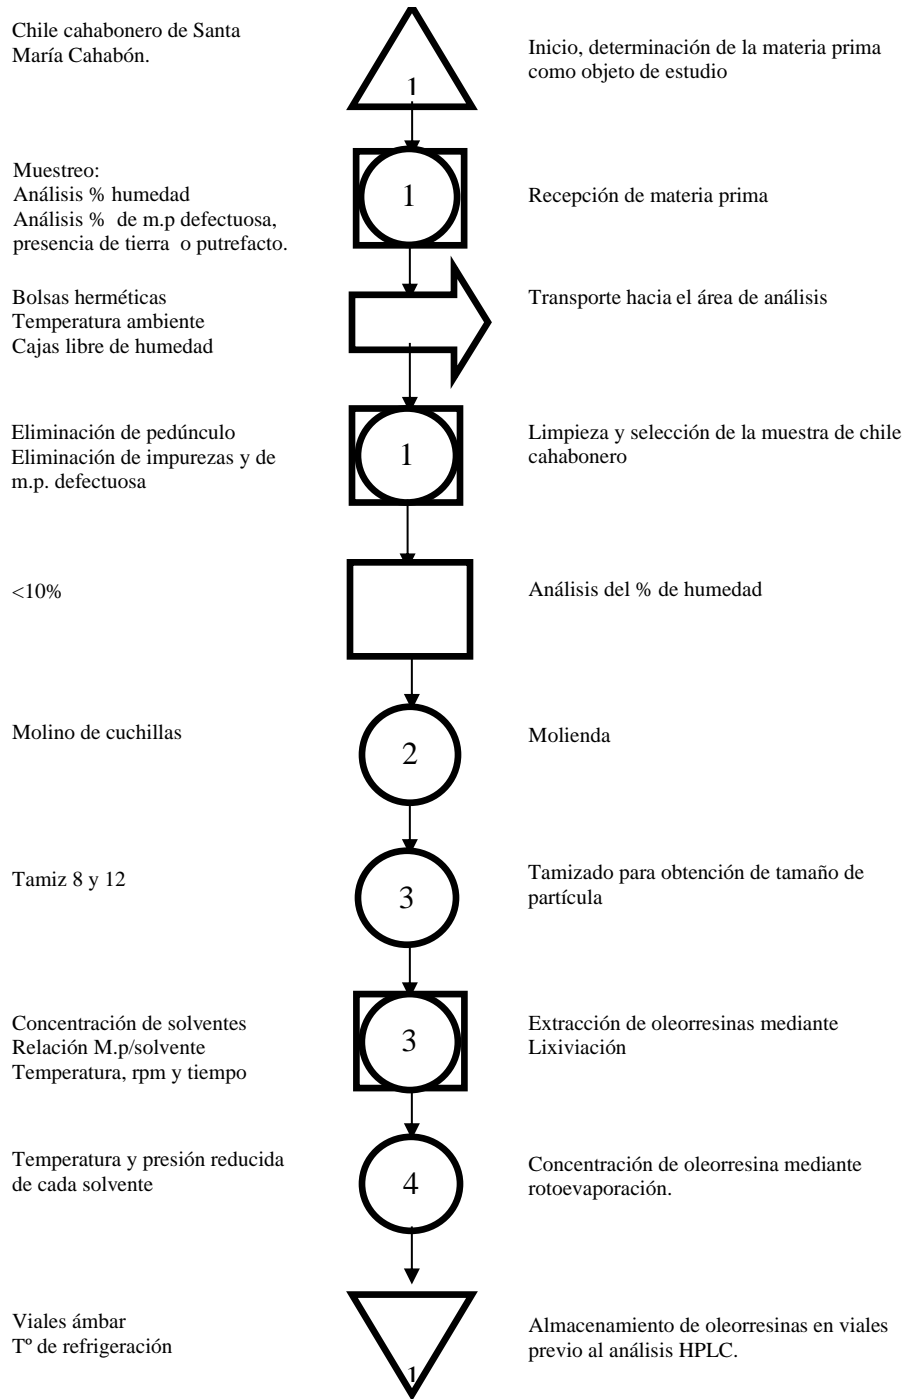 Chile cahabonero de Santa
María Cahabón.
1
Inicio, determinación de la materia prima
como objeto de estudio
Muestreo:
Análisis % humedad
Análisis % de m.p defectuosa,
presencia de tierra o putrefacto.
1
Recepción de materia prima
Bolsas herméticas
Temperatura ambiente
Cajas libre de humedad
Transporte hacia el área de análisis
Eliminación de pedúnculo
Eliminación de impurezas y de
m.p. defectuosa
1
Limpieza y selección de la muestra de chile
cahabonero
<10%
Análisis del % de humedad
Molino de cuchillas
2
Molienda
Tamiz 8 y 12
3
Tamizado para obtención de tamaño de
partícula
Concentración de solventes
Relación M.p/solvente
Temperatura, rpm y tiempo
3
Extracción de oleorresinas mediante
Lixiviación
Temperatura y presión reducida
de cada solvente
4
Concentración de oleorresina mediante
rotoevaporación.
Viales ámbar
Tº de refrigeración
1
Almacenamiento de oleorresinas en viales
previo al análisis HPLC.